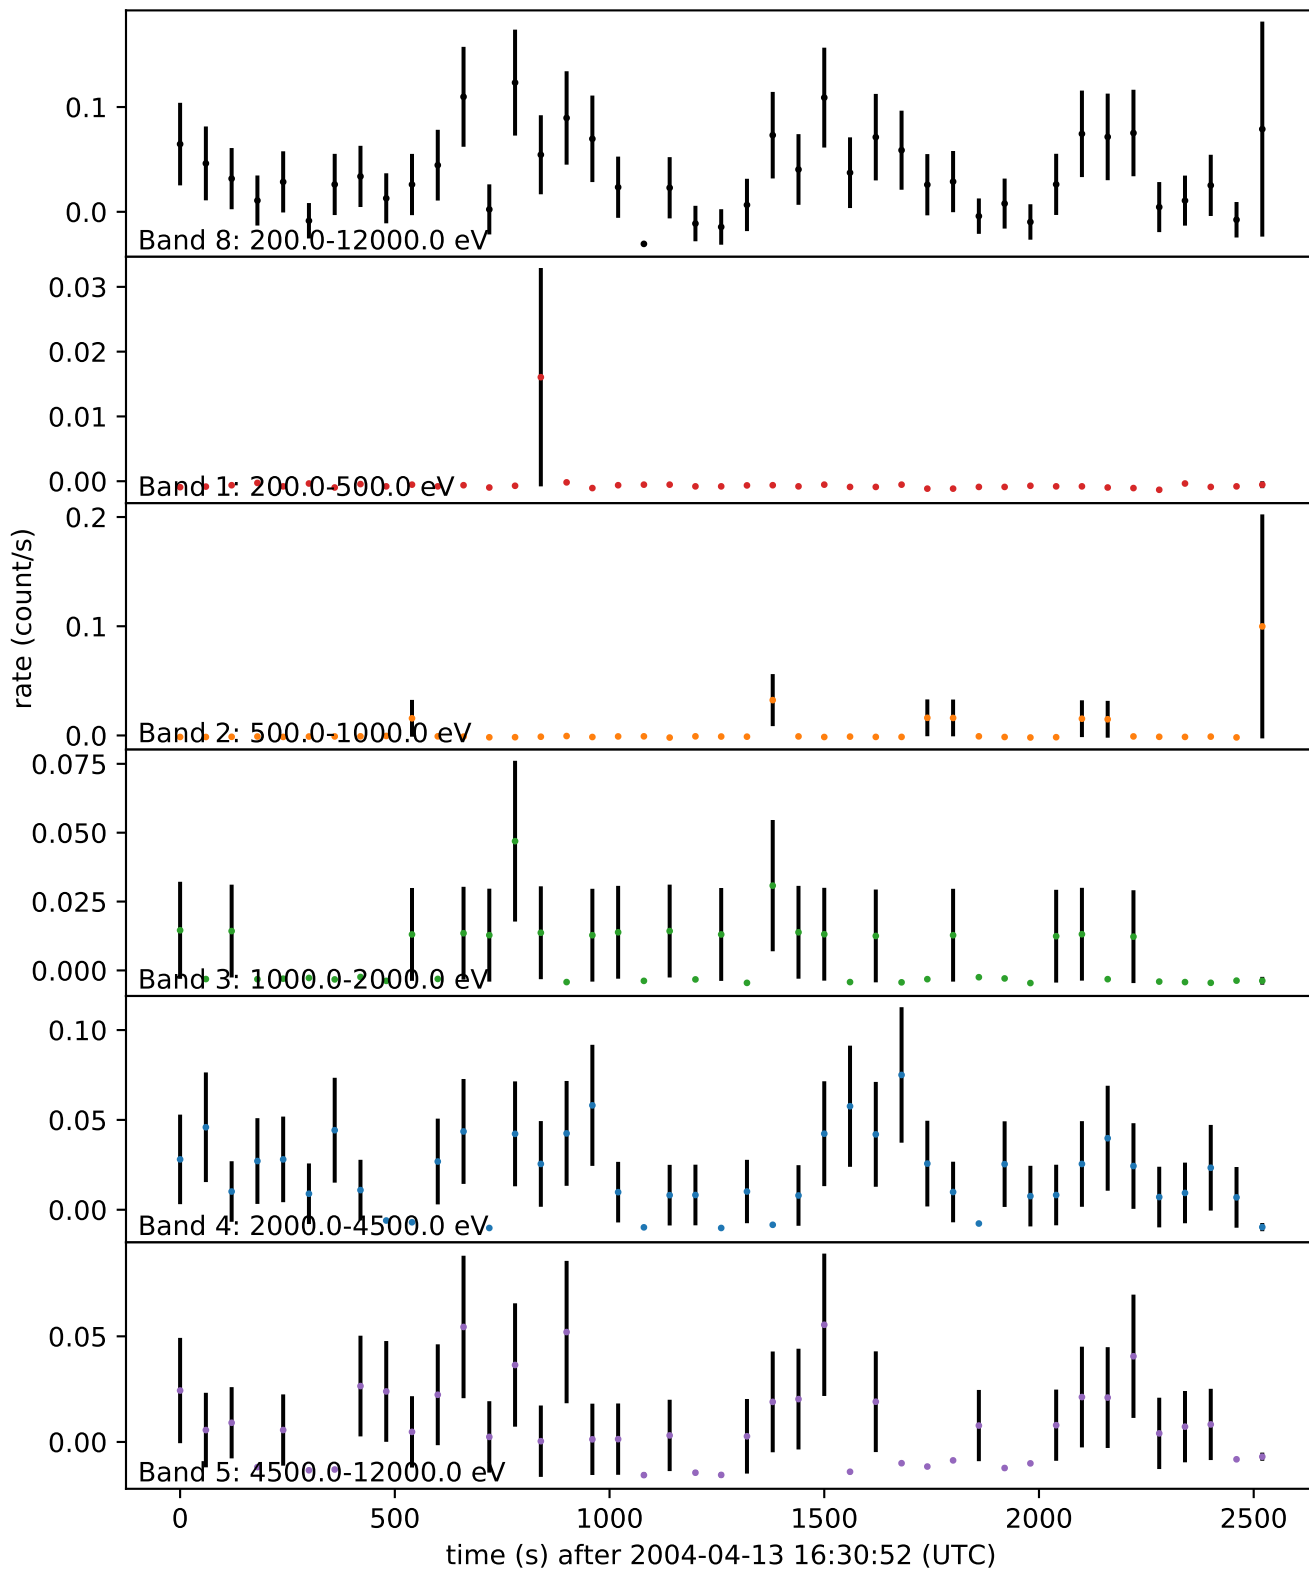 0.1
0.0
Band 8: 200.0-12000.0 eV
0.03
0.02
0.01
0.00
Band 1: 200.0-500.0 eV
0.2
0.1
0.0
Band 2: 500.0-1000.0 eV
rate (count/s)
0.075
0.050
0.025
0.000
Band 3: 1000.0-2000.0 eV
0.10
0.05
0.00
Band 4: 2000.0-4500.0 eV
0.05
0.00
Band 5: 4500.0-12000.0 eV
0 500 1000 1500 2000 2500
time (s) after 2004-04-13 16:30:52 (UTC)